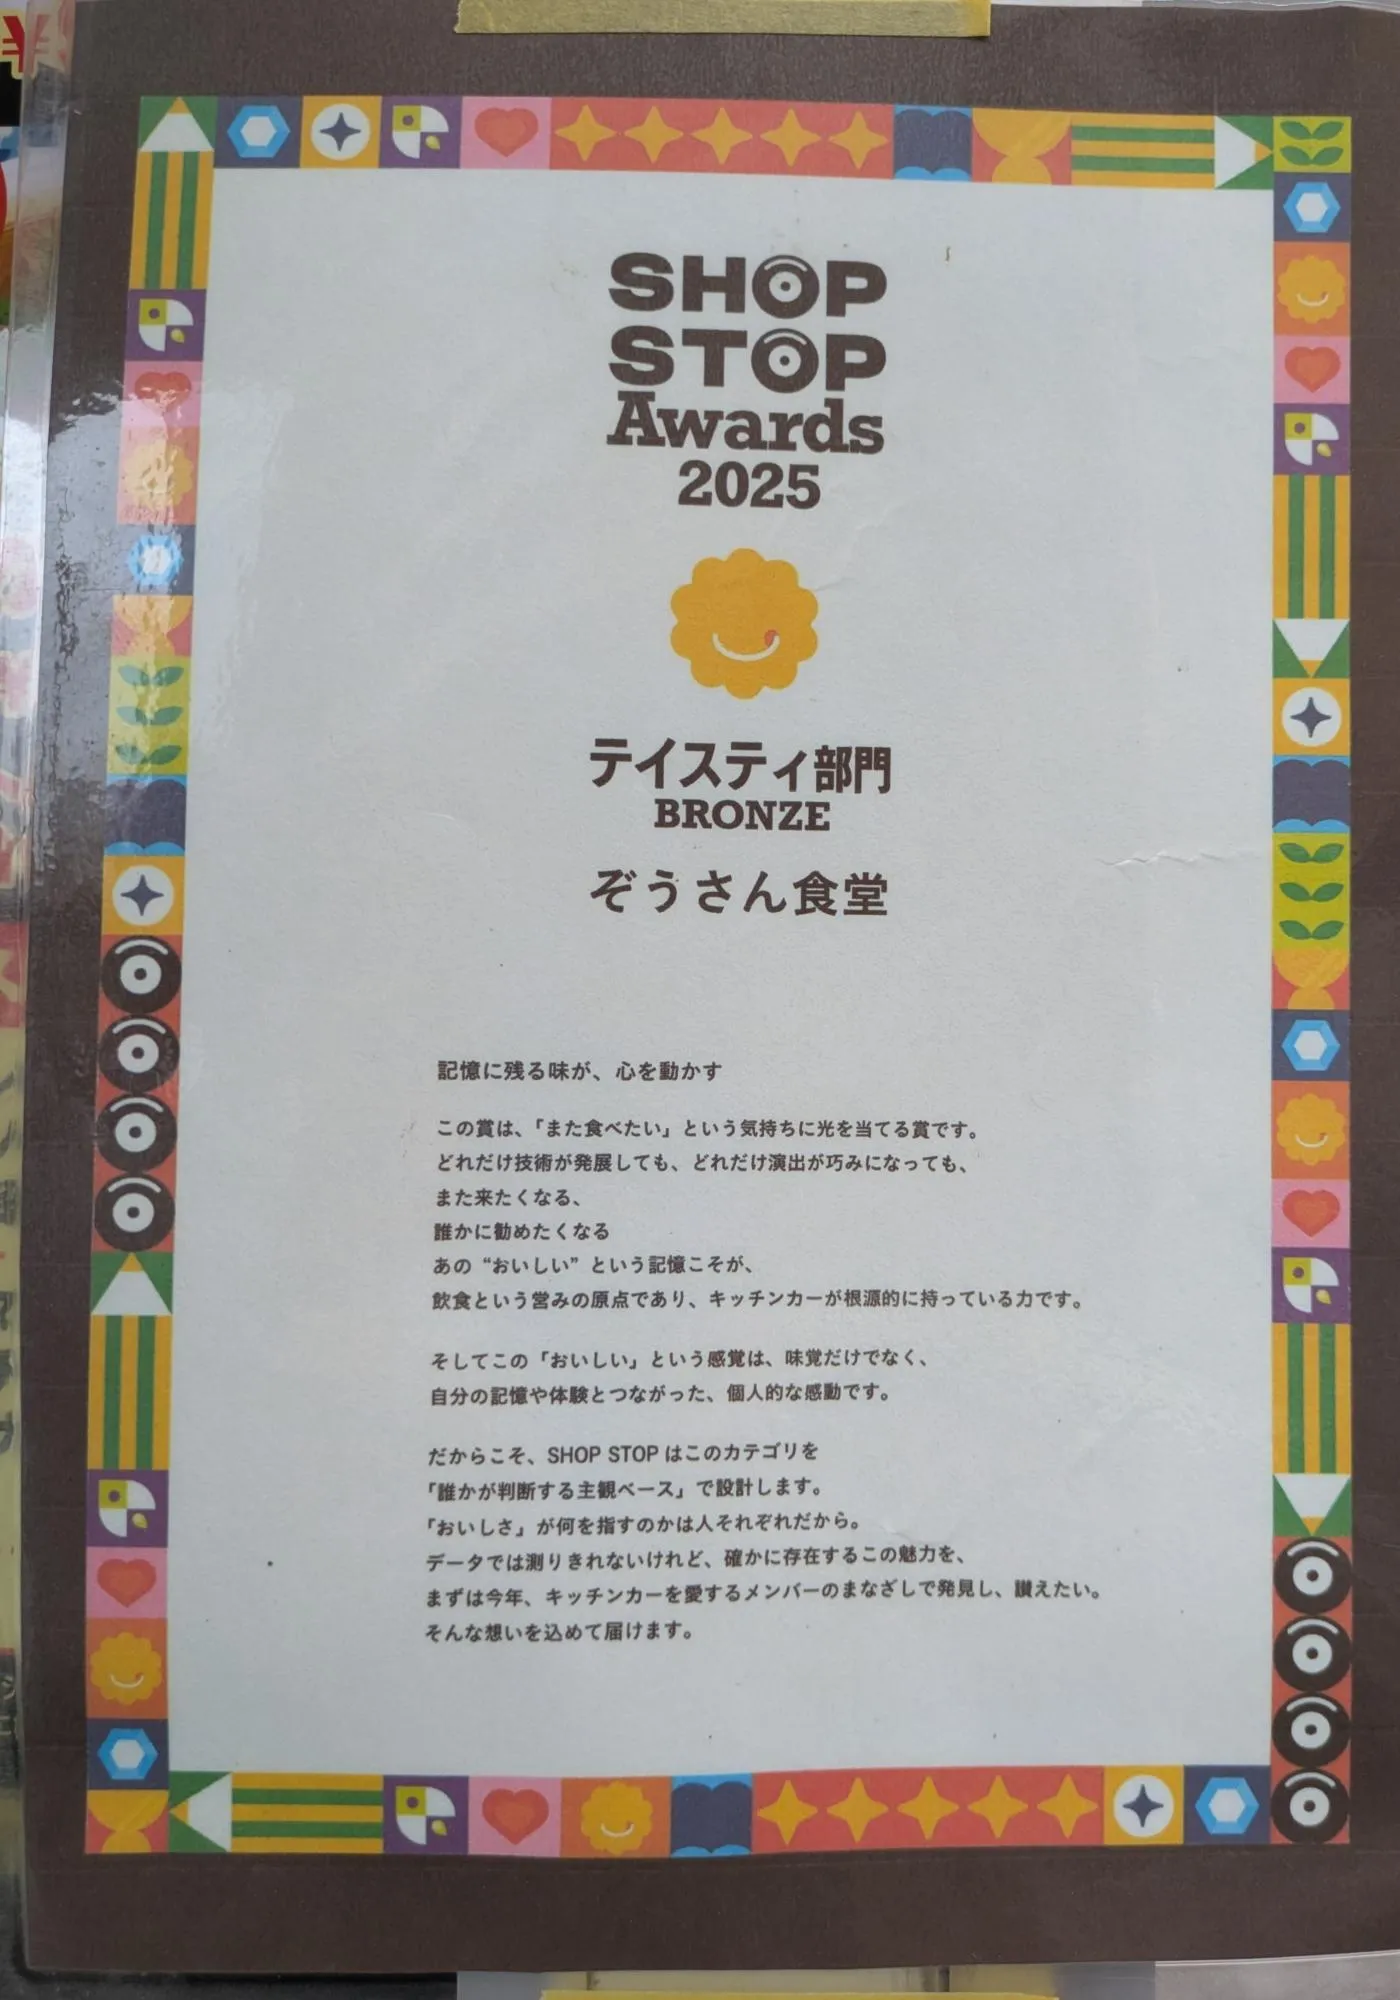 SHOP
STOP
Awards
2025
テイスティ部門
BRONZE
ぞうさん食堂
記憶に残る味が、心を動かす
この賞は、「また食べたい」という気持ちに光を当てる賞です。
どれだけ技術が発展しても、どれだけ演出が巧みになっても、
また来たくなる、
誰かに勧めたくなる
あの“おいしい”という記憶こそが、
飲食という営みの原点であり、キッチンカーが根源的に持っている力です。
そしてこの「おいしい」という感覚は、味覚だけでなく、
自分の記憶や体験とつながった、個人的な感動です。
だからこそ、SHOP STOPはこのカテゴリを
「誰かが判断する主観ベース」で設計します。
「おいしさ」が何を指すのかは人それぞれだから。
データでは測りきれないけれど、確かに存在するこの魅力を、
まずは今年、キッチンカーを愛するメンバーのまなざしで発見し、讃えたい。
そんな想いを込めて届けます。